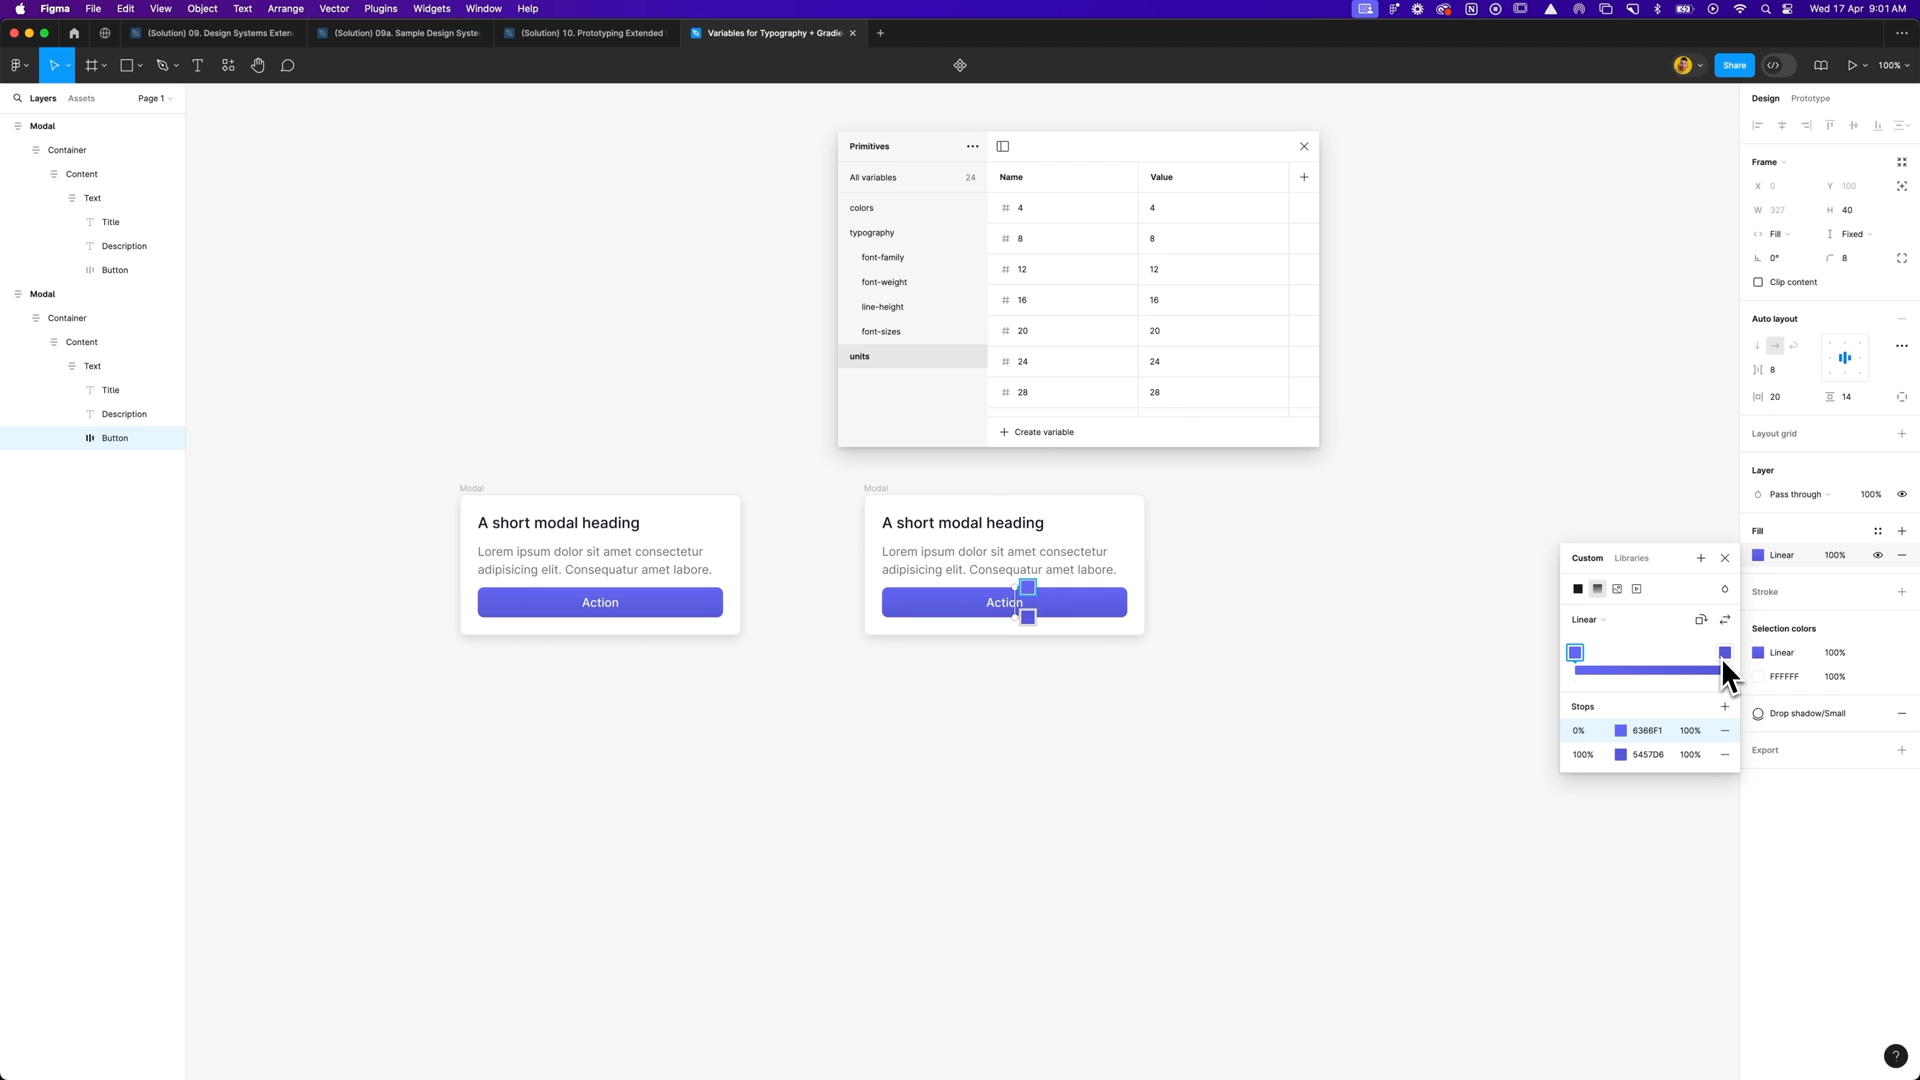 Figma File Edit View Object Text Arrange Vector Plugins Widgets Window Help
Wed 17 Apr 9:01 AM
(Solution) 09. Design Systems Exten
(Solution) 09a. Sample Design Syste
(Solution) 10. Prototyping Extended
Variables for Typography + Gradie
Share
100%
Layers Assets Page 1
Modal
Container
Content
Text
Title
Description
Button
Modal
Container
Content
Text
Title
Description
Button
Primitives
All variables 24
colors
typography
font-family
font-weight
line-height
font-sizes
units
Name Value
4 4
8 8
12 12
16 16
20 20
24 24
28 28
Create variable
Modal
A short modal heading
Lorem ipsum dolor sit amet consectetur
adipisicing elit. Consequatur amet labore.
Action
Modal
A short modal heading
Lorem ipsum dolor sit amet consectetur
adipisicing elit. Consequatur amet labore.
Action
Custom Libraries
Linear
Stops
0% 6366F1 100%
100% 5457D6 100%
Design Prototype
Frame
X 0 Y 100
W 327 H 40
Fill Fixed
0° 8
Clip content
Auto layout
8
20 14
Layout grid
Layer
Pass through 100%
Fill
Linear 100%
Stroke
Selection colors
Linear 100%
FFFFFF 100%
Drop shadow/Small
Export
?